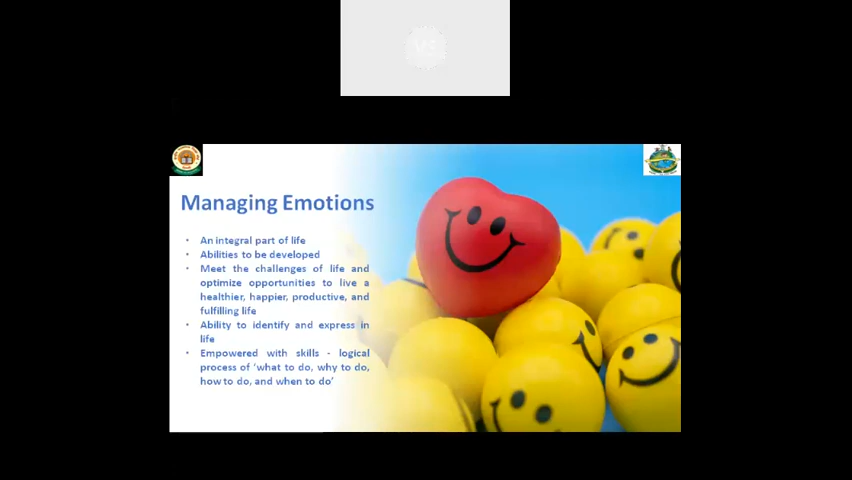 VS
Managing Emotions
• An integral part of life
• Abilities to be developed
• Meet the challenges of life and
optimize opportunities to live a
healthier, happier, productive, and
fulfilling life
• Ability to identify and express in
life
• Empowered with skills - logical
process of 'what to do, why to do,
how to do, and when to do'